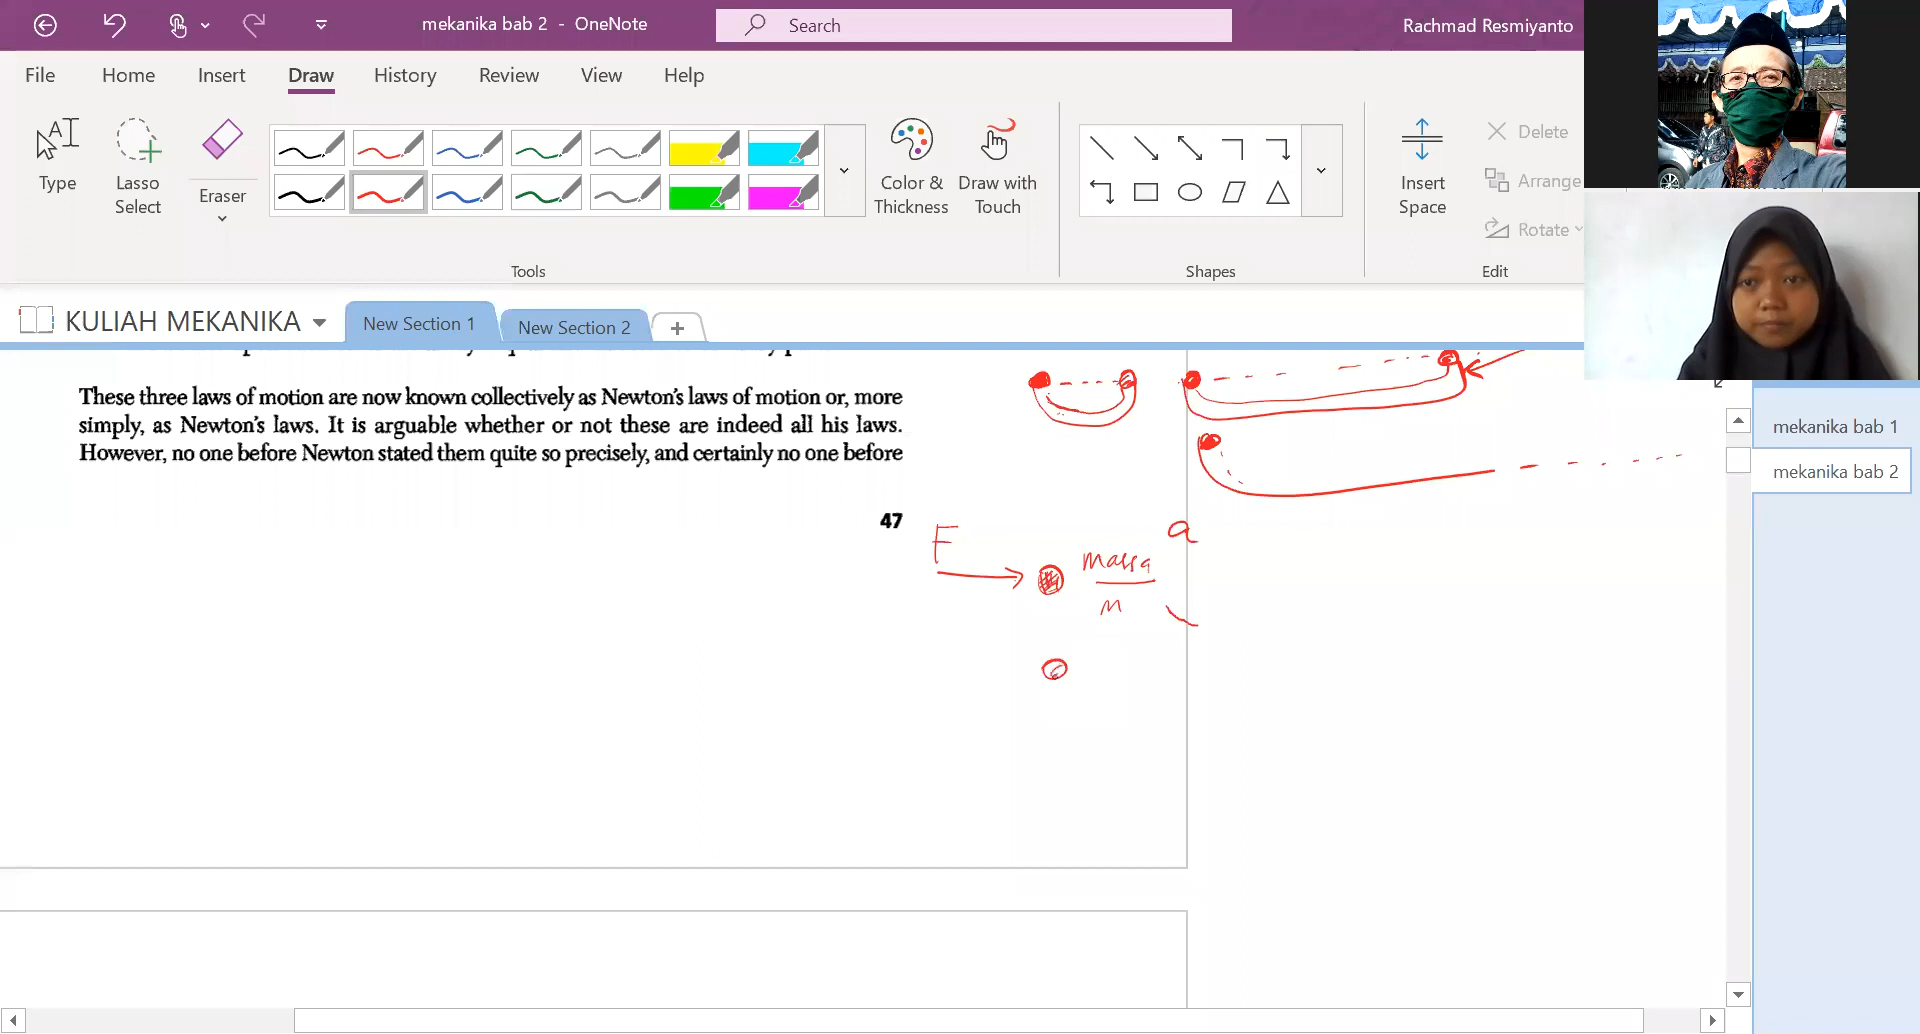 mekanika bab 2 - OneNote
Search
Rachmad Resmiyanto
File Home Insert Draw History Review View Help
Type
Lasso Select
Eraser
Color & Thickness
Draw with Touch
Insert Space
Delete
Arrange
Rotate
Tools
Shapes
Edit
KULIAH MEKANIKA
New Section 1
New Section 2
mekanika bab 1
mekanika bab 2
These three laws of motion are now known collectively as Newton's laws of motion or, more
simply, as Newton's laws. It is arguable whether or not these are indeed all his laws.
However, no one before Newton stated them quite so precisely, and certainly no one before
47
F
a
massa
m